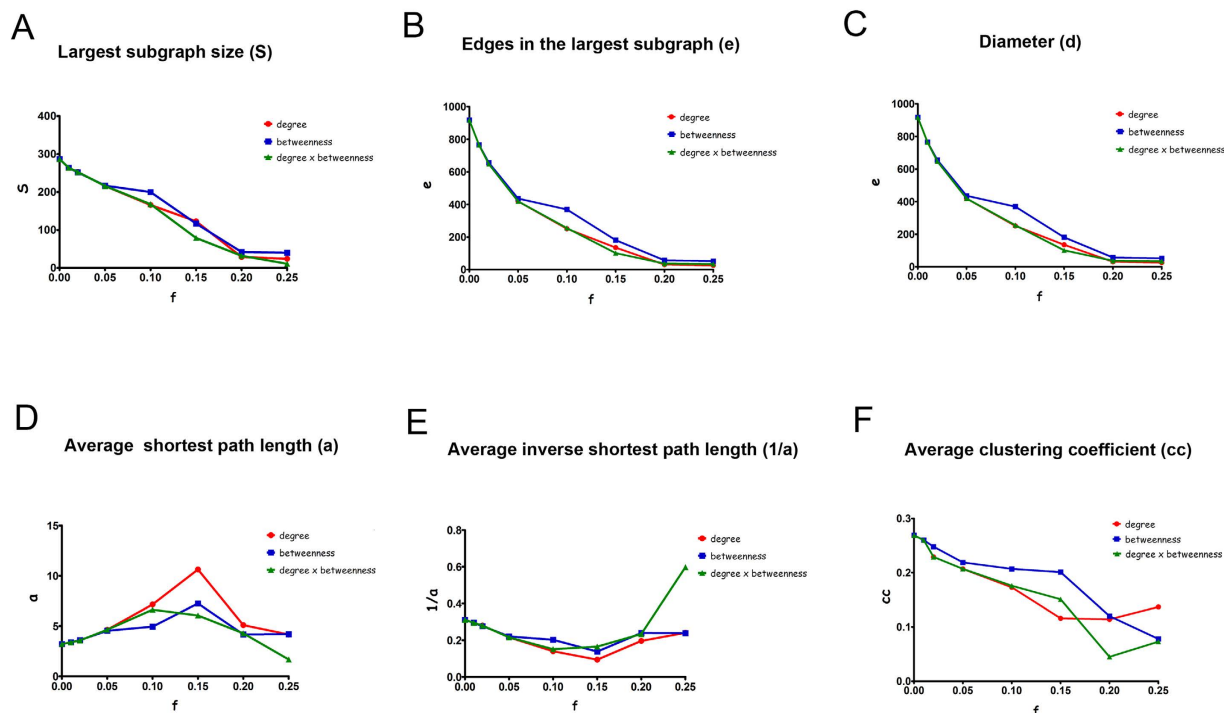 A
Largest subgraph size (S)
S
400
300
200
100
0
0.00 0.05 0.10 0.15 0.20 0.25
f
degree
betweenness
degree x betweenness
B
Edges in the largest subgraph (e)
e
1000
800
600
400
200
0
0.00 0.05 0.10 0.15 0.20 0.25
f
degree
betweenness
degree x betweenness
C
Diameter (d)
e
1000
800
600
400
200
0
0.00 0.05 0.10 0.15 0.20 0.25
f
degree
betweenness
degree x betweenness
D
Average shortest path length (a)
a
15
10
5
0
0.00 0.05 0.10 0.15 0.20 0.25
f
degree
betweenness
degree x betweenness
E
Average inverse shortest path length (1/a)
1/a
0.8
0.6
0.4
0.2
0.0
0.00 0.05 0.10 0.15 0.20 0.25
f
degree
betweenness
degree x betweenness
F
Average clustering coefficient (cc)
cc
0.3
0.2
0.1
0.0
0.00 0.05 0.10 0.15 0.20 0.25
f
degree
betweenness
degree x betweenness